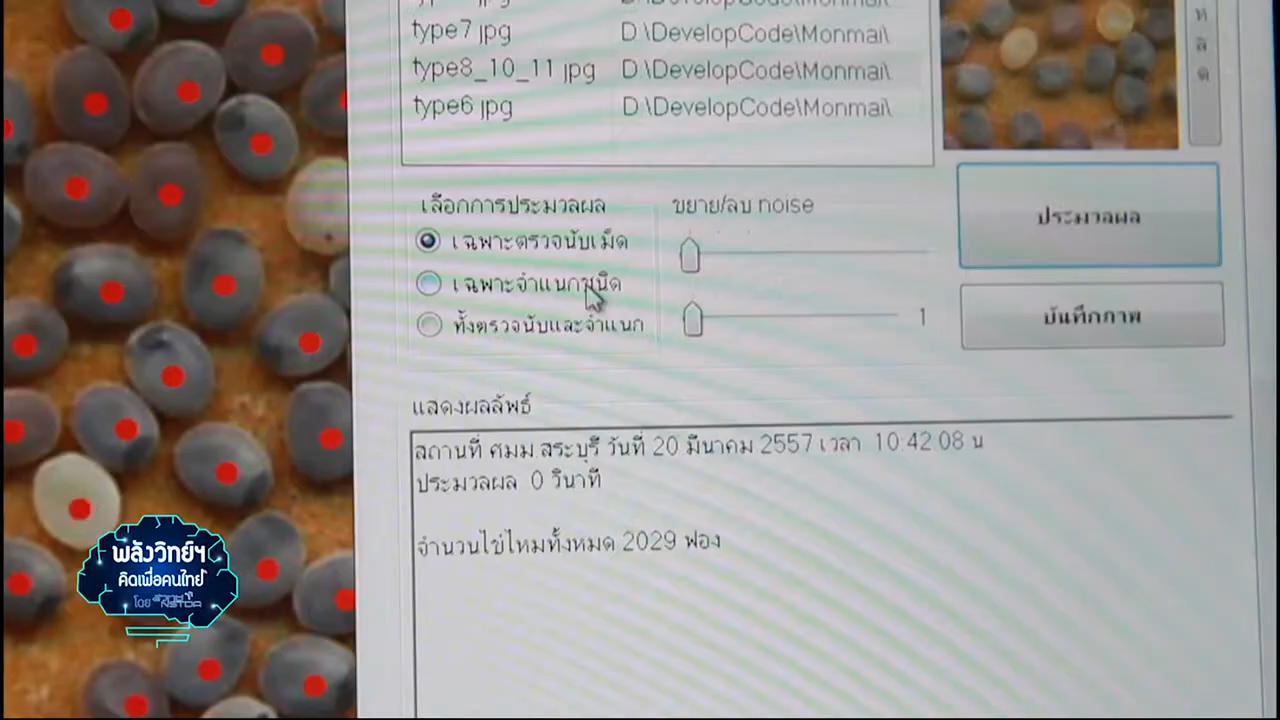 type7 jpg D \DevelopCode\Monmai\
type8_10_11 jpg D \DevelopCode\Monmai\
type6 jpg D \DevelopCode\Monmai\
เลือกการประมวลผล
เฉพาะตรวจนับเม็ด
เฉพาะจำแนกชนิด
ทั้งตรวจนับและจำแนก
ขยาย/ลบ noise
1
ประมวลผล
บันทึกภาพ
แสดงผลลัพธ์
สถานที่ ศมม สระบุรี วันที่ 20 มีนาคม 2557 เวลา 10:42:08 น
ประมวลผล 0 วินาที
จำนวนไข่ไหมทั้งหมด 2029 ฟอง
พลังวิทย์ฯ
คิดเพื่อคนไทย
โดย สวทช NSTDA